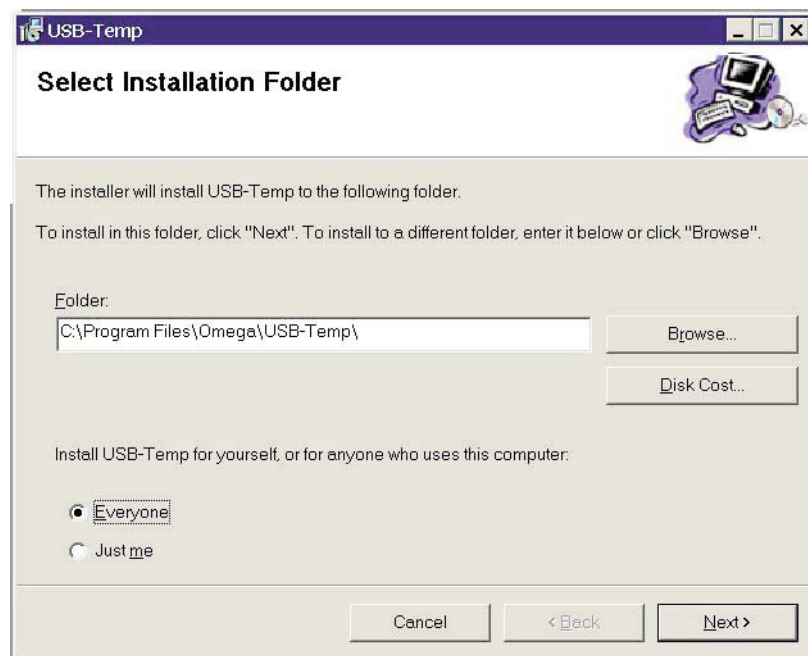 USB-Temp
Select Installation Folder
The installer will install USB-Temp to the following folder.
To install in this folder, click "Next". To install to a different folder, enter it below or click "Browse".
Folder:
C:\Program Files\Omega\USB-Temp\
Browse...
Disk Cost...
Install USB-Temp for yourself, or for anyone who uses this computer:
Everyone
Just me
Cancel
< Back
Next >